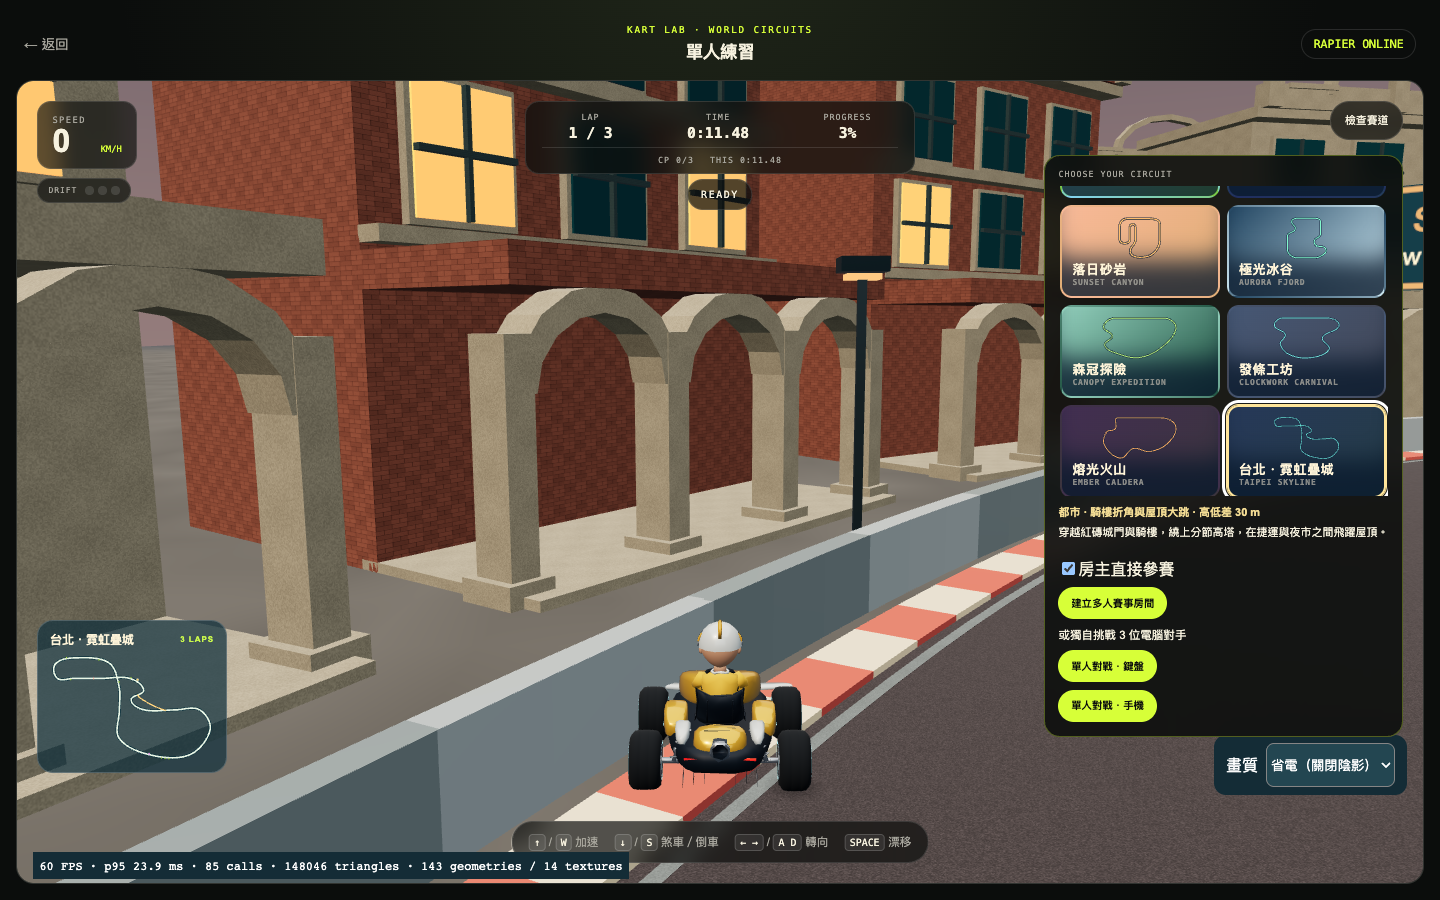 ← 返回
KART LAB · WORLD CIRCUITS
單人練習
RAPIER ONLINE
SPEED
0 KM/H
DRIFT
LAP TIME PROGRESS
1 / 3 0:11.48 3%
CP 0/3 THIS 0:11.48
READY
檢查賽道
CHOOSE YOUR CIRCUIT
落日砂岩
SUNSET CANYON
極光冰谷
AURORA FJORD
森冠探險
CANOPY EXPEDITION
發條工坊
CLOCKWORK CARNIVAL
熔光火山
EMBER CALDERA
台北 · 霓虹疊城
TAIPEI SKYLINE
都市 · 騎樓折角與屋頂大跳 · 高低差 30 m
穿越紅磚城門與騎樓，繞上分節高塔，在捷運與夜市之間飛躍屋頂。
房主直接參賽
建立多人賽事房間
或獨自挑戰 3 位電腦對手
單人對戰 · 鍵盤
單人對戰 · 手機
畫質 省電（關閉陰影）
台北 · 霓虹疊城 3 LAPS
↑ / W 加速 ↓ / S 煞車 / 倒車 ← → / A D 轉向 SPACE 漂移
60 FPS · p95 23.9 ms · 85 calls · 148046 triangles · 143 geometries / 14 textures